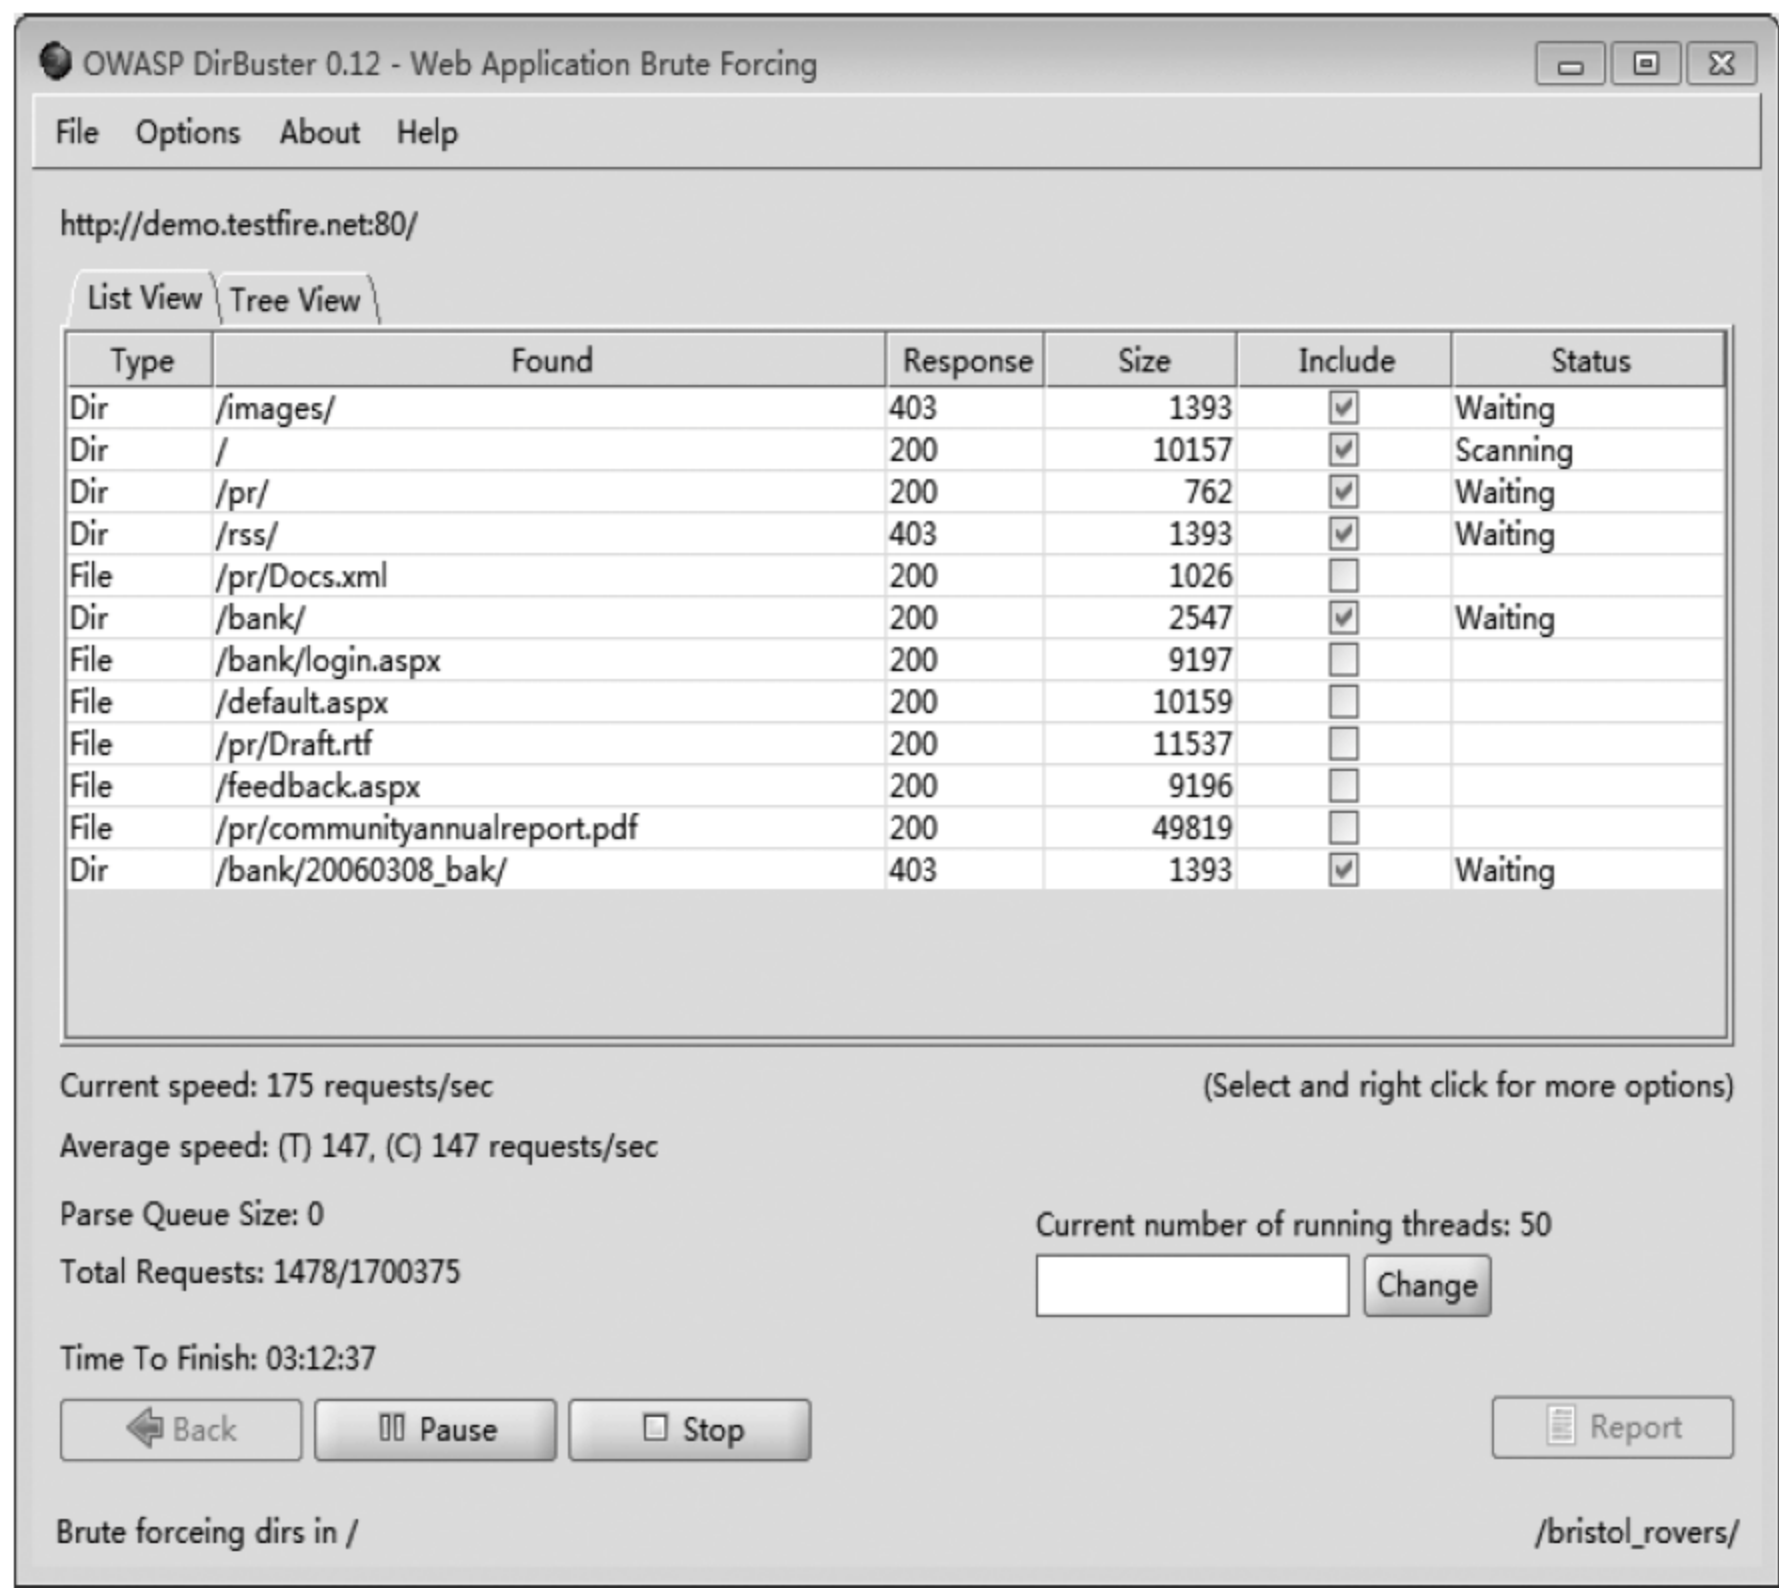 OWASP DirBuster 0.12 - Web Application Brute Forcing
File Options About Help
http://demo.testfire.net:80/
List View Tree View
Type Found Response Size Include Status
Dir /images/ 403 1393 Waiting
Dir / 200 10157 Scanning
Dir /pr/ 200 762 Waiting
Dir /rss/ 403 1393 Waiting
File /pr/Docs.xml 200 1026
Dir /bank/ 200 2547 Waiting
File /bank/login.aspx 200 9197
File /default.aspx 200 10159
File /pr/Draft.rtf 200 11537
File /feedback.aspx 200 9196
File /pr/communityannualreport.pdf 200 49819
Dir /bank/20060308_bak/ 403 1393 Waiting
Current speed: 175 requests/sec (Select and right click for more options)
Average speed: (T) 147, (C) 147 requests/sec
Parse Queue Size: 0
Current number of running threads: 50
Total Requests: 1478/1700375
Change
Time To Finish: 03:12:37
Back Pause Stop Report
Brute forceing dirs in / /bristol_rovers/